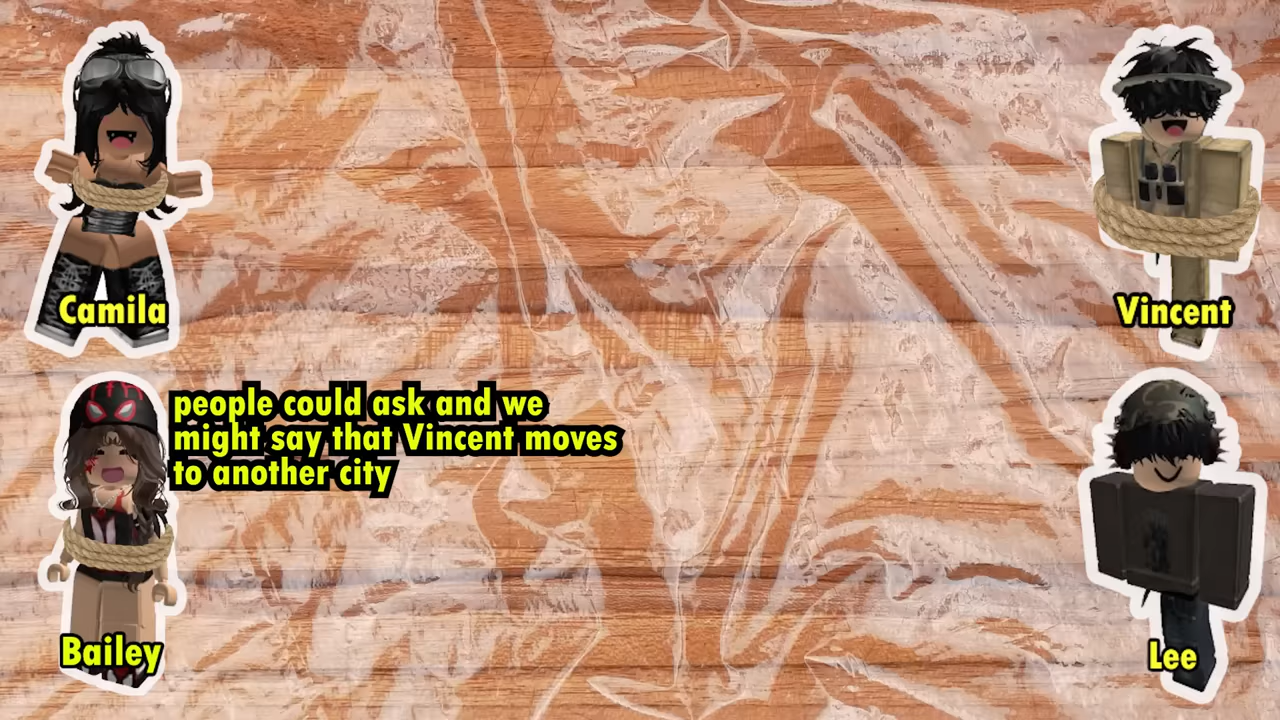 Camila
Vincent
people could ask and we
might say that Vincent moves
to another city
Bailey
Lee